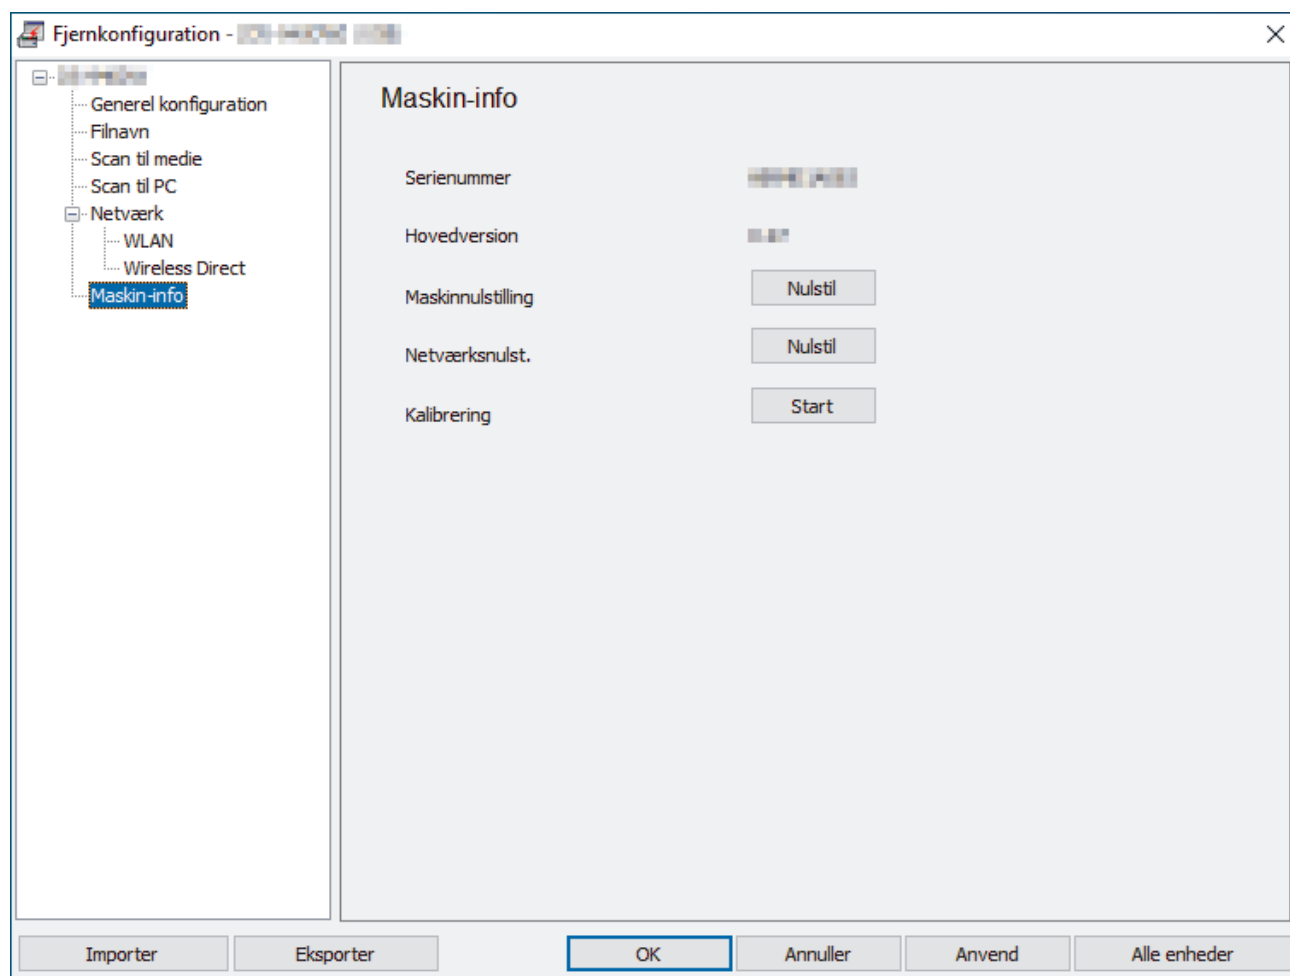 Fjernkonfiguration -
Generel konfiguration
Filnavn
Scan til medie
Scan til PC
Netværk
WLAN
Wireless Direct
Maskin-info
Maskin-info
Serienummer
Hovedversion
Maskinnulstilling Nulstil
Netværksnulst. Nulstil
Kalibrering Start
Importer Eksporter OK Annuller Anvend Alle enheder